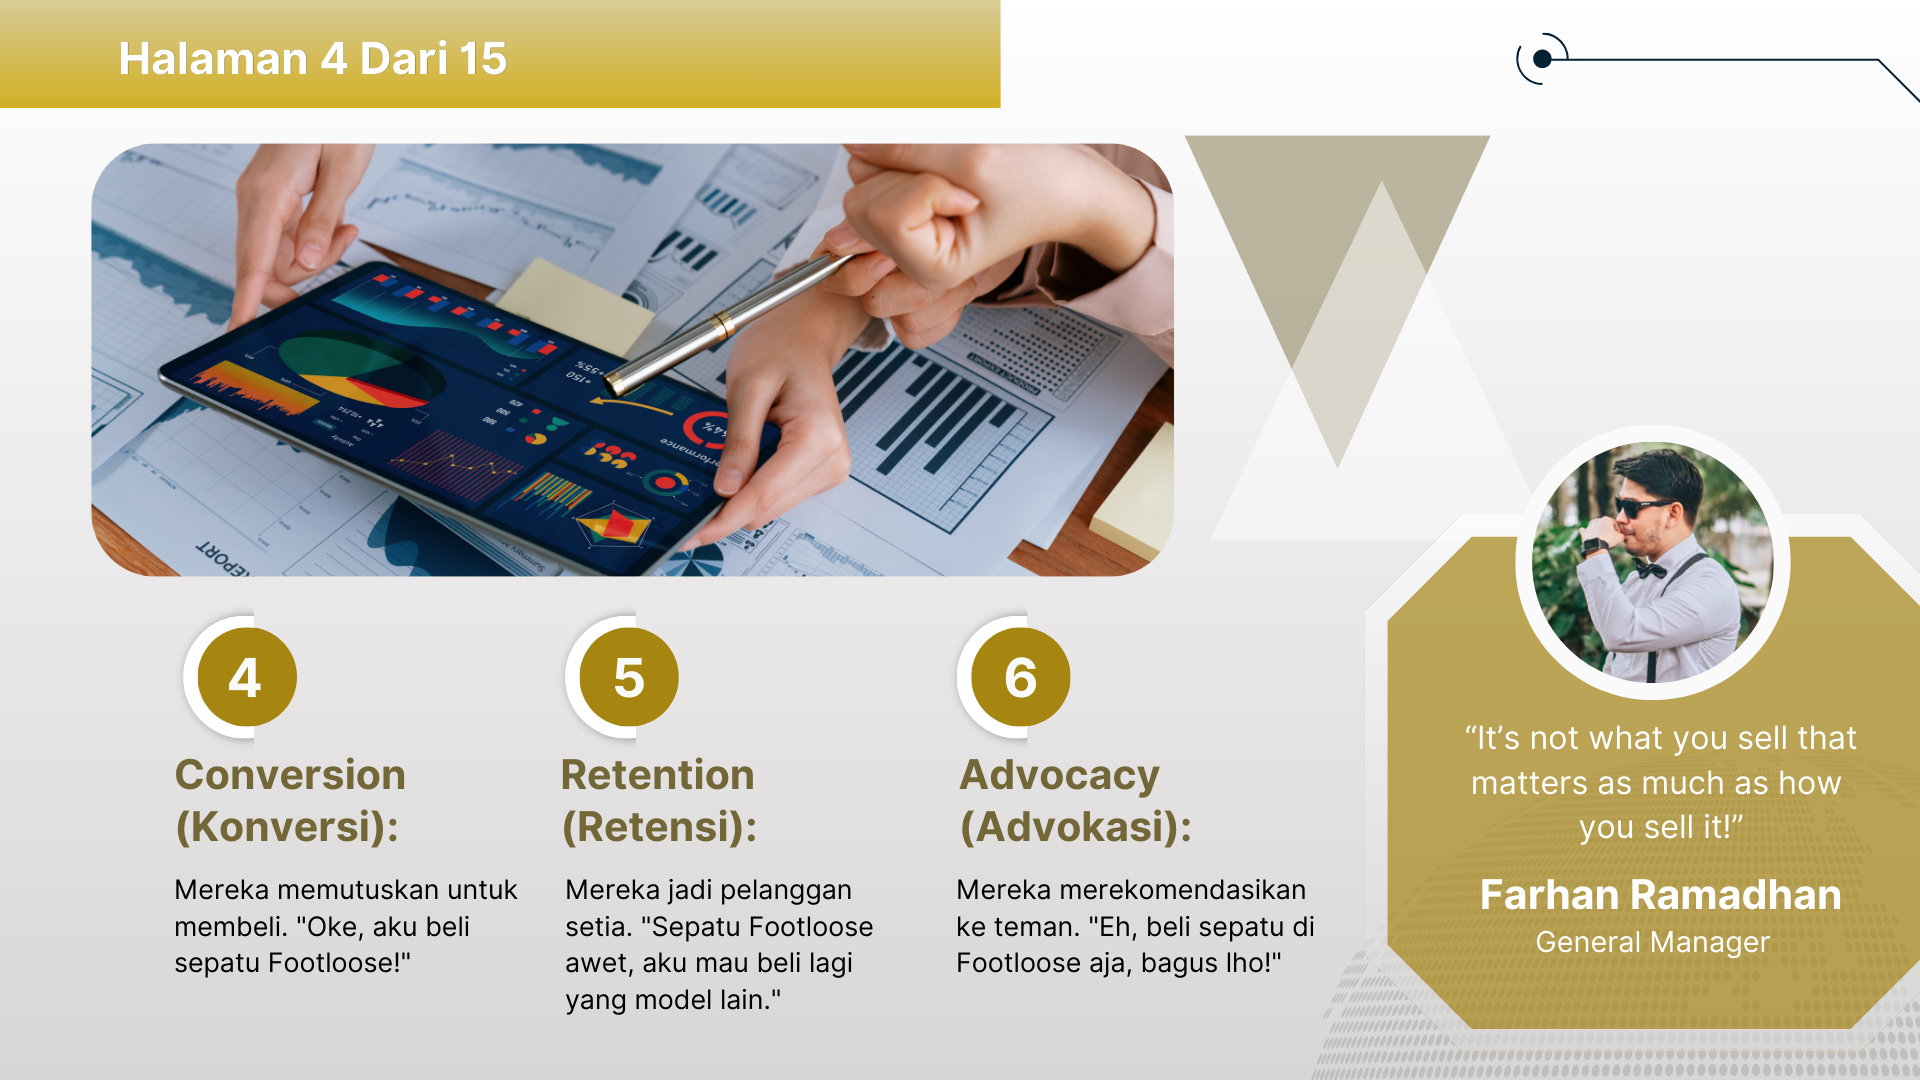 Halaman 4 Dari 15
4
Conversion
(Konversi):
Mereka memutuskan untuk
membeli. "Oke, aku beli
sepatu Footloose!"
5
Retention
(Retensi):
Mereka jadi pelanggan
setia. "Sepatu Footloose
awet, aku mau beli lagi
yang model lain."
6
Advocacy
(Advokasi):
Mereka merekomendasikan
ke teman. "Eh, beli sepatu di
Footloose aja, bagus lho!"
“It’s not what you sell that
matters as much as how
you sell it!”
Farhan Ramadhan
General Manager